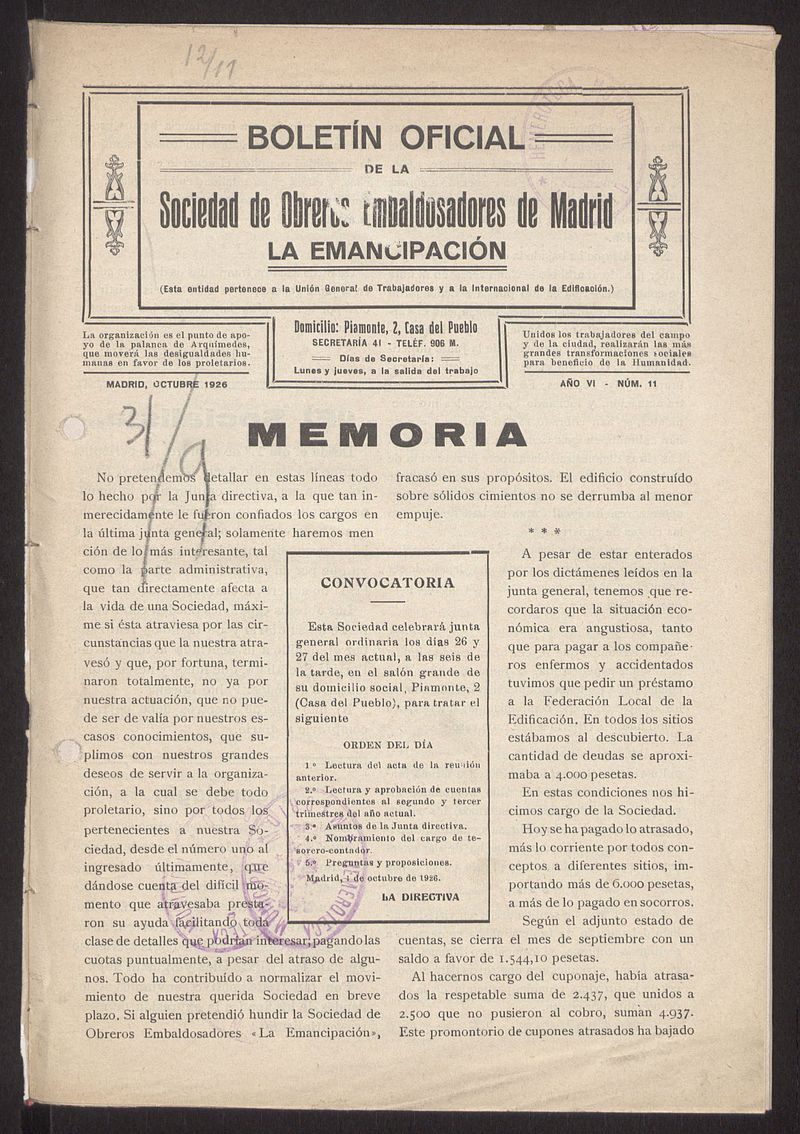 12/11
BOLETÍN OFICIAL
DE LA
Sociedad de Obreros Embaldosadores de Madrid
LA EMANCIPACIÓN
(Esta entidad pertenece a la Unión General de Trabajadores y a la Internacional de la Edificación.)
La organización es el punto de apo-
yo de la palanca de Arquímedes,
que moverá las desigualdades hu-
manas en favor de los proletarios.
Domicilio: Piamonte, 2, Casa del Pueblo
SECRETARÍA 41 - TELÉF. 906 M.
Días de Secretaría:
Lunes y jueves, a la salida del trabajo
Unidos los trabajadores del campo
y de la ciudad, realizarán las más
grandes transformaciones sociales
para beneficio de la Humanidad.
MADRID, OCTUBRE 1926
AÑO VI - NÚM. 11
31/9
MEMORIA
No pretendemos detallar en estas líneas todo
lo hecho por la Junta directiva, a la que tan in-
merecidamente le fueron confiados los cargos en
la última junta general; solamente haremos men
ción de lo más interesante, tal
como la parte administrativa,
que tan directamente afecta a
la vida de una Sociedad, máxi-
me si ésta atraviesa por las cir-
cunstancias que la nuestra atra-
vesó y que, por fortuna, termi-
naron totalmente, no ya por
nuestra actuación, que no pue-
de ser de valía por nuestros es-
casos conocimientos, que su-
plimos con nuestros grandes
deseos de servir a la organiza-
ción, a la cual se debe todo
proletario, sino por todos los
pertenecientes a nuestra So-
ciedad, desde el número uno al
ingresado últimamente, que
dándose cuenta del difícil mo-
mento que atravesaba presta-
ron su ayuda facilitando toda
clase de detalles que podrían interesar; pagando las
cuotas puntualmente, a pesar del atraso de algu-
nos. Todo ha contribuído a normalizar el movi-
miento de nuestra querida Sociedad en breve
plazo. Si alguien pretendió hundir la Sociedad de
Obreros Embaldosadores «La Emancipación»,
CONVOCATORIA
Esta Sociedad celebrará junta
general ordinaria los días 26 y
27 del mes actual, a las seis de
la tarde, en el salón grande de
su domicilio social, Piamonte, 2
(Casa del Pueblo), para tratar el
siguiente
ORDEN DEL DÍA
1.º Lectura del acta de la reunión
anterior.
2.º Lectura y aprobación de cuentas
correspondientes al segundo y tercer
trimestres del año actual.
3.º Asuntos de la Junta directiva.
4.º Nombramiento del cargo de te-
sorero-contador.
5.º Preguntas y proposiciones.
Madrid, 1 de octubre de 1926.
LA DIRECTIVA
fracasó en sus propósitos. El edificio construído
sobre sólidos cimientos no se derrumba al menor
empuje.
* * *
A pesar de estar enterados
por los dictámenes leídos en la
junta general, tenemos que re-
cordaros que la situación eco-
nómica era angustiosa, tanto
que para pagar a los compañe-
ros enfermos y accidentados
tuvimos que pedir un préstamo
a la Federación Local de la
Edificación. En todos los sitios
estábamos al descubierto. La
cantidad de deudas se aproxi-
maba a 4.000 pesetas.
En estas condiciones nos hi-
cimos cargo de la Sociedad.
Hoy se ha pagado lo atrasado,
más lo corriente por todos con-
ceptos a diferentes sitios, im-
portando más de 6.000 pesetas,
a más de lo pagado en socorros.
Según el adjunto estado de
cuentas, se cierra el mes de septiembre con un
saldo a favor de 1.544,10 pesetas.
Al hacernos cargo del cuponaje, había atrasa-
dos la respetable suma de 2.437, que unidos a
2.500 que no pusieron al cobro, suman 4.937.
Este promontorio de cupones atrasados ha bajado
HEMEROTECA